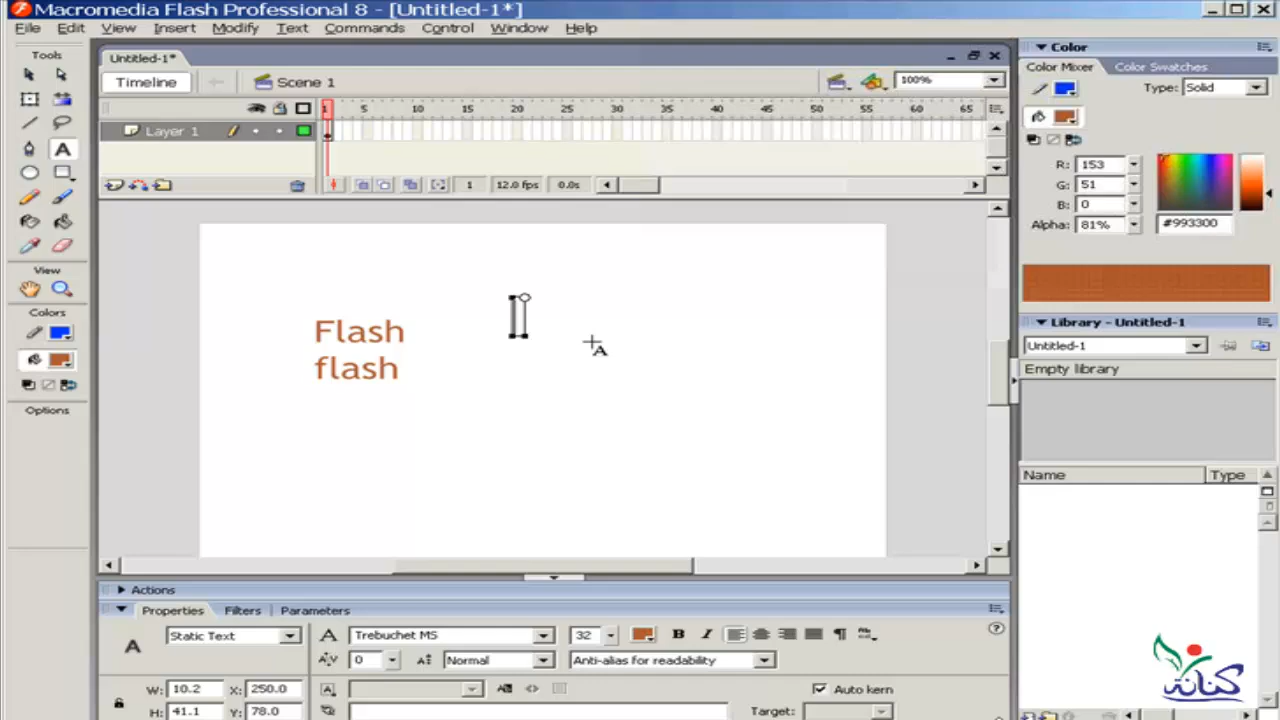 Macromedia Flash Professional 8 - [Untitled-1*]
File Edit View Insert Modify Text Commands Control Window Help
Tools
View
Colors
Options
Untitled-1*
Timeline
Scene 1
100%
1 5 10 15 20 25 30 35 40 45 50 55 60 65
Layer 1
1 12.0 fps 0.0s
Flash
flash
Color
Color Mixer Color Swatches
Type: Solid
R: 153
G: 51
B: 0
Alpha: 81% #993300
Library - Untitled-1
Untitled-1
Empty library
Name Type
Actions
Properties Filters Parameters
Static Text A Trebuchet MS 32 B I
A/V 0 Normal Anti-alias for readability
W: 10.2 X: 250.0 Auto kern
H: 41.1 Y: 78.0 Target:
كنانة